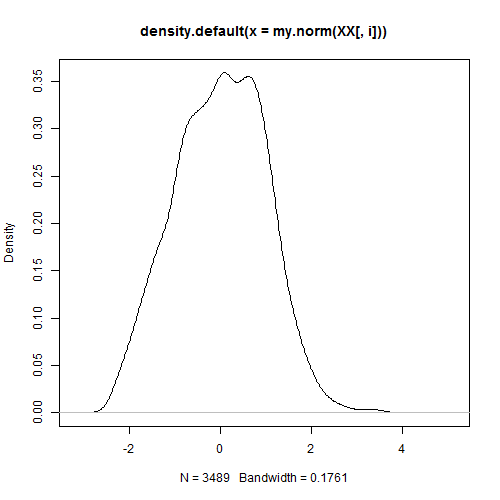 density.default(x = my.norm(XX[, i]))
Density
0.35
0.30
0.25
0.20
0.15
0.10
0.05
0.00
-2 0 2 4
N = 3489 Bandwidth = 0.1761